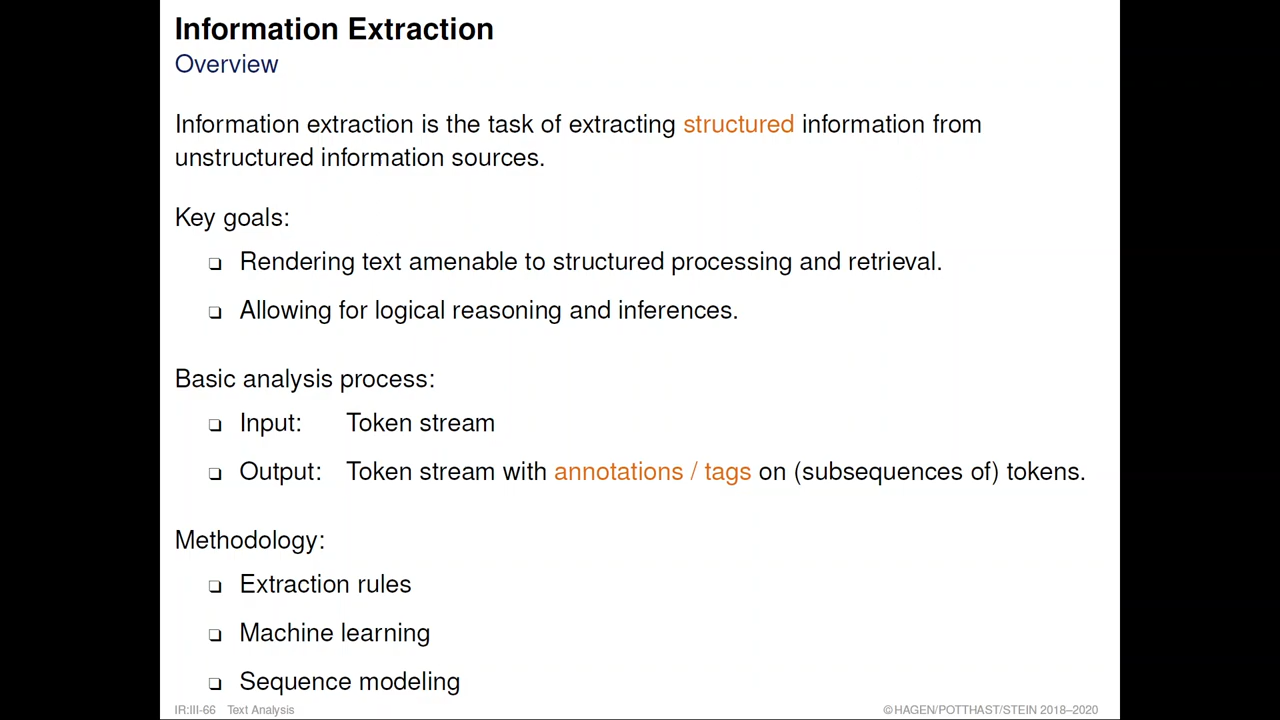 Information Extraction
Overview
Information extraction is the task of extracting structured information from
unstructured information sources.
Key goals:
❏ Rendering text amenable to structured processing and retrieval.
❏ Allowing for logical reasoning and inferences.
Basic analysis process:
❏ Input: Token stream
❏ Output: Token stream with annotations / tags on (subsequences of) tokens.
Methodology:
❏ Extraction rules
❏ Machine learning
❏ Sequence modeling
IR:III-66 Text Analysis ©HAGEN/POTTHAST/STEIN 2018–2020